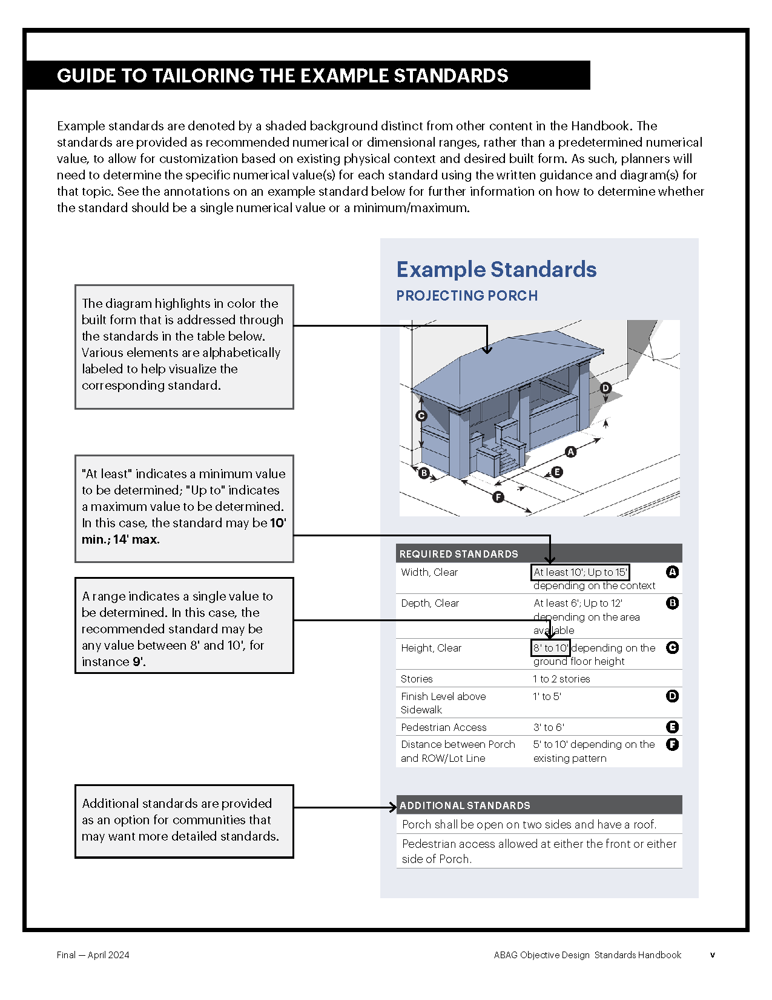 GUIDE TO TAILORING THE EXAMPLE STANDARDS
Example standards are denoted by a shaded background distinct from other content in the Handbook. The
standards are provided as recommended numerical or dimensional ranges, rather than a predetermined numerical
value, to allow for customization based on existing physical context and desired built form. As such, planners will
need to determine the specific numerical value(s) for each standard using the written guidance and diagram(s) for
that topic. See the annotations on an example standard below for further information on how to determine whether
the standard should be a single numerical value or a minimum/maximum.
The diagram highlights in color the
built form that is addressed through
the standards in the table below.
Various elements are alphabetically
labeled to help visualize the
corresponding standard.
"At least" indicates a minimum value
to be determined; "Up to" indicates
a maximum value to be determined.
In this case, the standard may be 10'
min.; 14' max.
A range indicates a single value to
be determined. In this case, the
recommended standard may be
any value between 8' and 10', for
instance 9'.
Additional standards are provided
as an option for communities that
may want more detailed standards.
Example Standards
PROJECTING PORCH
D
C
A
B
E
F
REQUIRED STANDARDS
Width, Clear At least 10'; Up to 15' A
depending on the context
Depth, Clear At least 6'; Up to 12' B
depending on the area
available
Height, Clear 8' to 10' depending on the C
ground floor height
Stories 1 to 2 stories
Finish Level above 1' to 5' D
Sidewalk
Pedestrian Access 3' to 6' E
Distance between Porch 5' to 10' depending on the F
and ROW/Lot Line existing pattern
ADDITIONAL STANDARDS
Porch shall be open on two sides and have a roof.
Pedestrian access allowed at either the front or either
side of Porch.
Final — April 2024 ABAG Objective Design Standards Handbook v